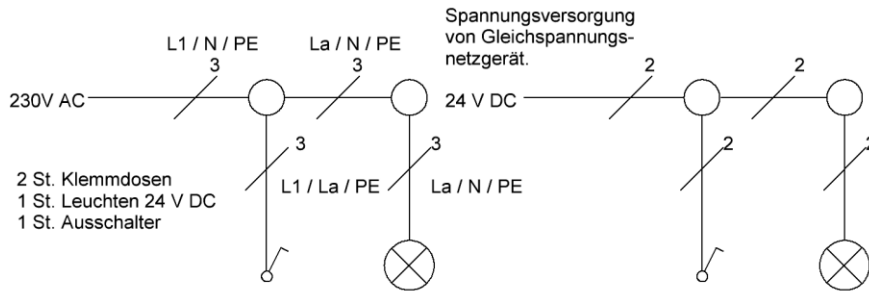 L1 / N / PE
3
La / N / PE
3
230V AC
3
L1 / La / PE
3
La / N / PE
2 St. Klemmdosen
1 St. Leuchten 24 V DC
1 St. Ausschalter
Spannungsversorgung
von Gleichspannungs-
netzgerät.
24 V DC
2
2
2
2